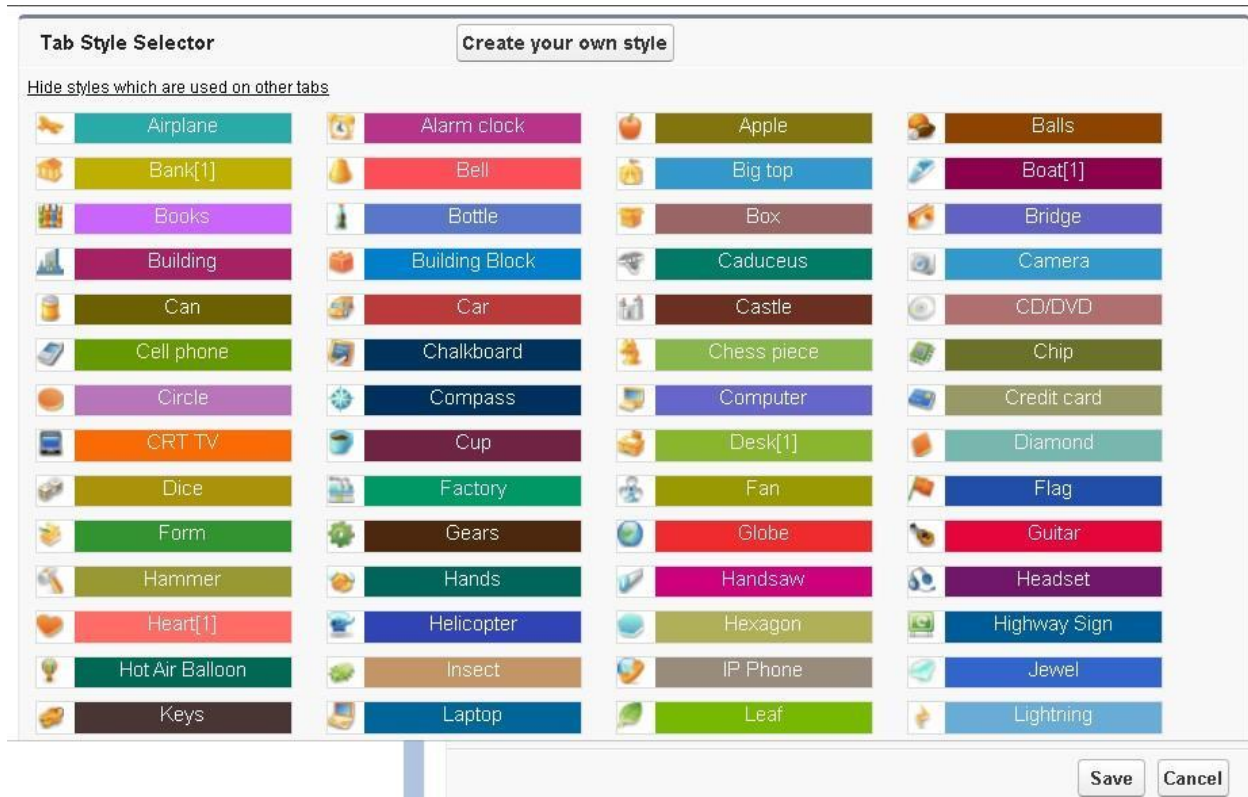 Tab Style Selector Create your own style
Hide styles which are used on other tabs
Airplane Alarm clock Apple Balls
Bank[1] Bell Big top Boat[1]
Books Bottle Box Bridge
Building Building Block Caduceus Camera
Can Car Castle CD/DVD
Cell phone Chalkboard Chess piece Chip
Circle Compass Computer Credit card
CRT TV Cup Desk[1] Diamond
Dice Factory Fan Flag
Form Gears Globe Guitar
Hammer Hands Handsaw Headset
Heart[1] Helicopter Hexagon Highway Sign
Hot Air Balloon Insect IP Phone Jewel
Keys Laptop Leaf Lightning
Save Cancel